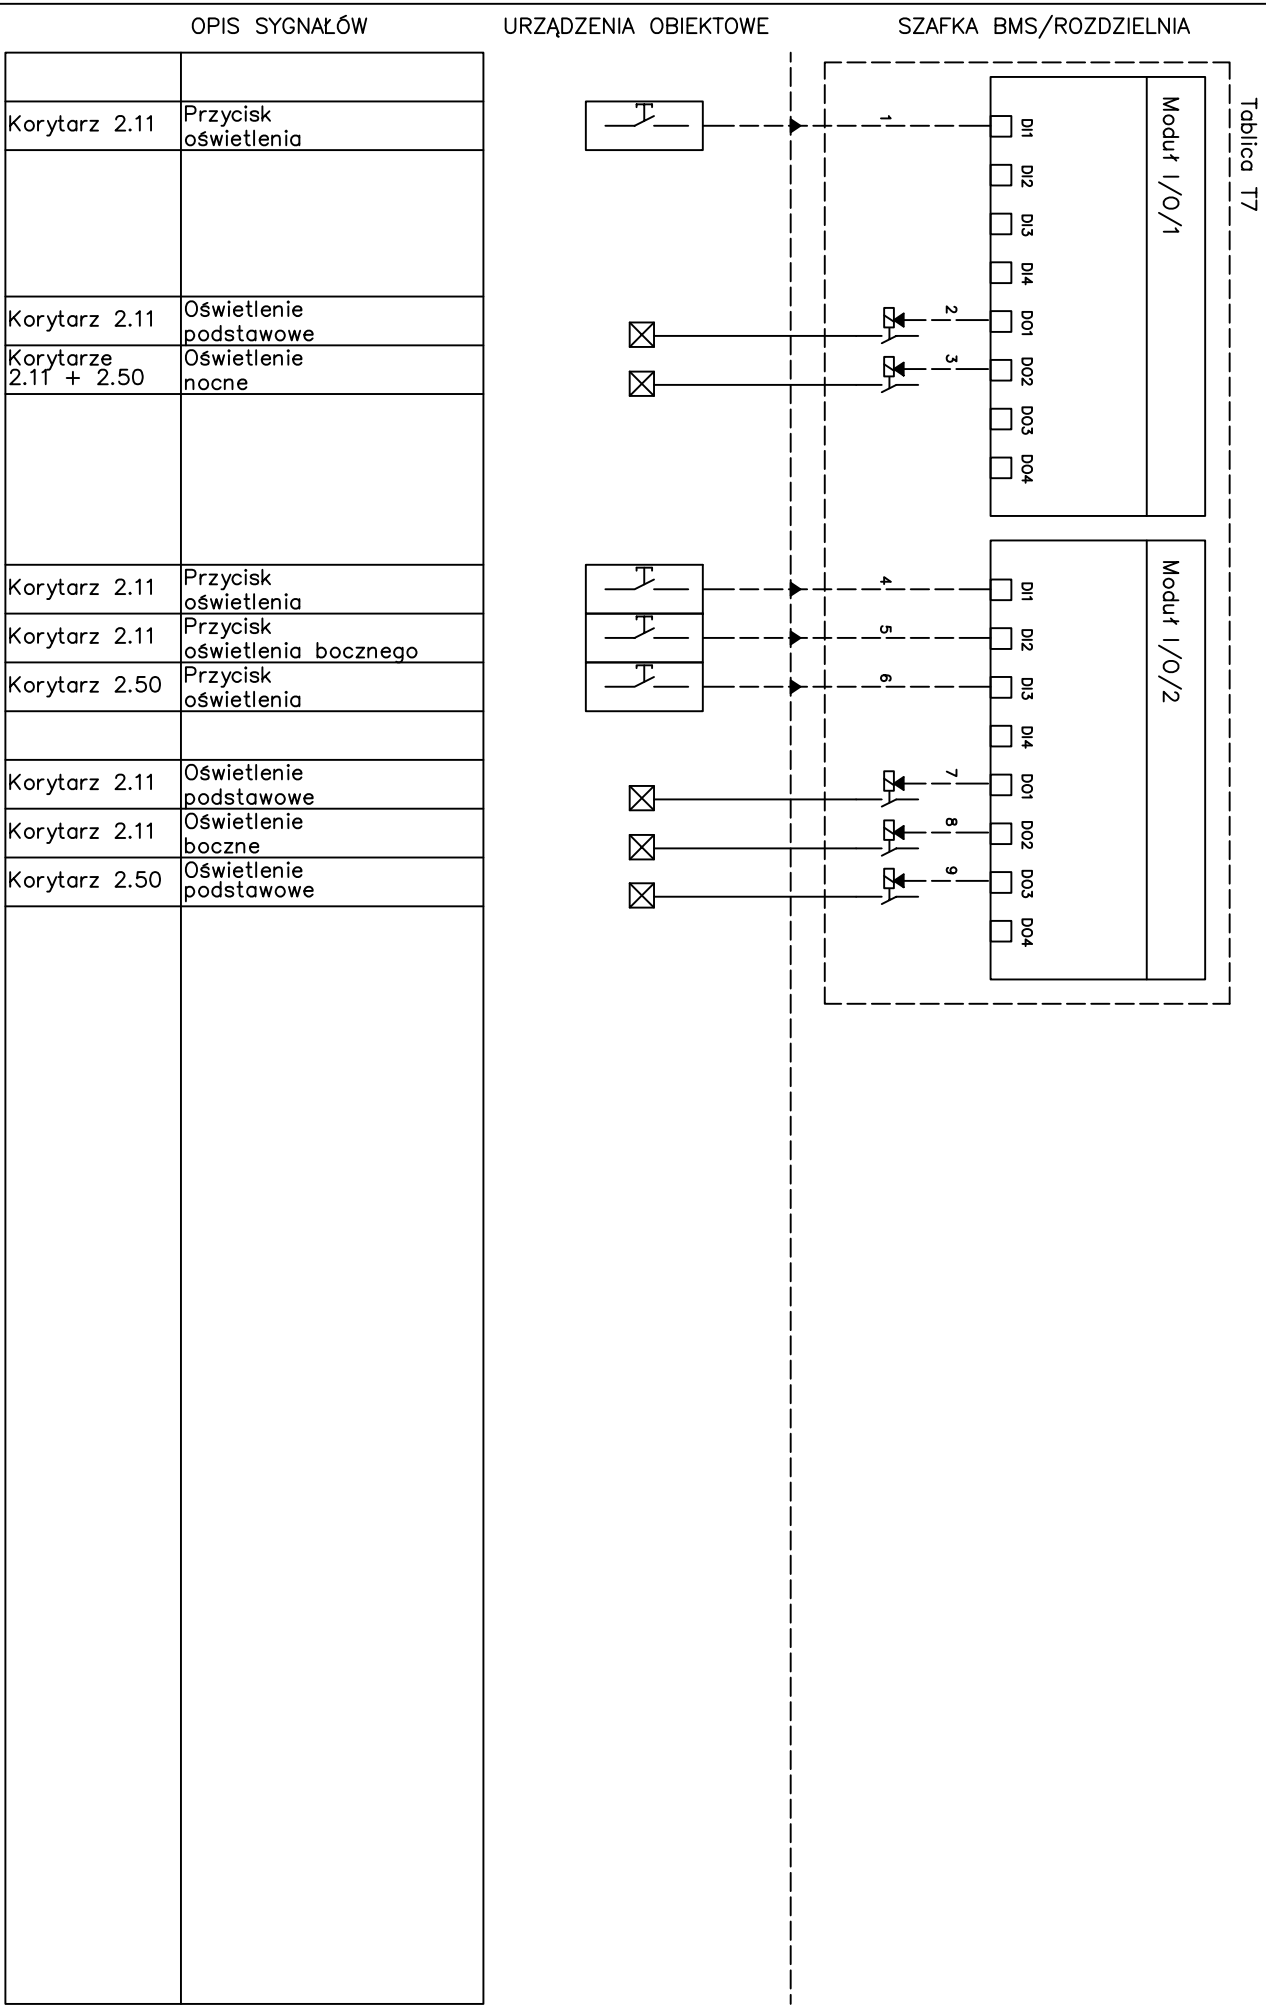 OPIS SYGNAŁÓW
URZĄDZENIA OBIEKTOWE
SZAFKA BMS/ROZDZIELNIA
Tablica T7
Moduł I/O/1
Korytarz 2.11
Przycisk
oświetlenia
1
DI1
DI2
DI3
DI4
Korytarz 2.11
Oświetlenie
podstawowe
2
DO1
Korytarze
2.11 + 2.50
Oświetlenie
nocne
3
DO2
DO3
DO4
Moduł I/O/2
Korytarz 2.11
Przycisk
oświetlenia
4
DI1
Korytarz 2.11
Przycisk
oświetlenia bocznego
5
DI2
Korytarz 2.50
Przycisk
oświetlenia
6
DI3
DI4
Korytarz 2.11
Oświetlenie
podstawowe
7
DO1
Korytarz 2.11
Oświetlenie
boczne
8
DO2
Korytarz 2.50
Oświetlenie
podstawowe
9
DO3
DO4